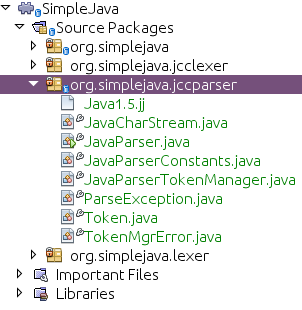 SimpleJava
Source Packages
org.simplejava
org.simplejava.jcclexer
org.simplejava.jccparser
Java1.5.jj
JavaCharStream.java
JavaParser.java
JavaParserConstants.java
JavaParserTokenManager.java
ParseException.java
Token.java
TokenMgrError.java
org.simplejava.lexer
Important Files
Libraries